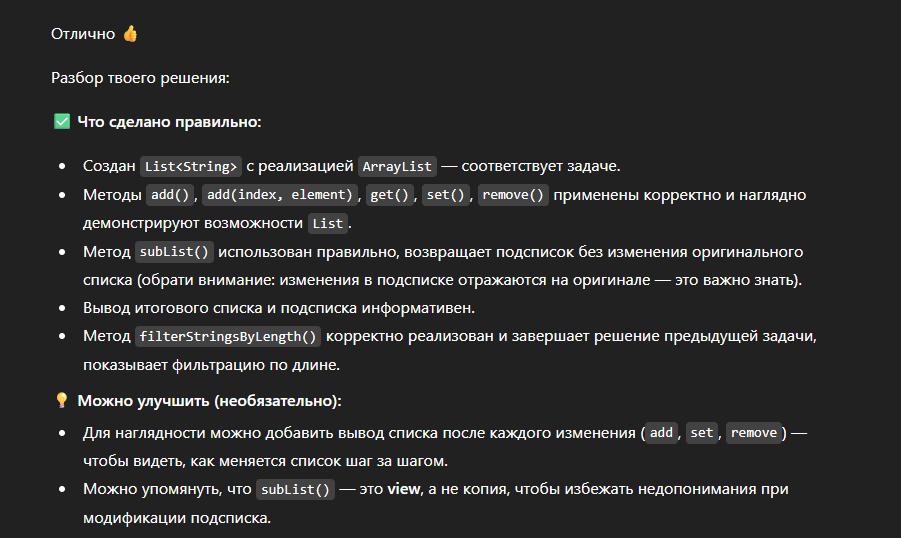 Отлично 👍
Разбор твоего решения:
✅ Что сделано правильно:
• Создан List<String> с реализацией ArrayList — соответствует задаче.
• Методы add(), add(index, element), get(), set(), remove() применены корректно и наглядно
демонстрируют возможности List.
• Метод subList() использован правильно, возвращает подсписок без изменения оригинального
списка (обрати внимание: изменения в подсписке отражаются на оригинале — это важно знать).
• Вывод итогового списка и подсписка информативен.
• Метод filterStringsByLength() корректно реализован и завершает решение предыдущей задачи,
показывает фильтрацию по длине.
💡 Можно улучшить (необязательно):
• Для наглядности можно добавить вывод списка после каждого изменения (add, set, remove) —
чтобы видеть, как меняется список шаг за шагом.
• Можно упомянуть, что subList() — это view, а не копия, чтобы избежать недопонимания при
модификации подсписка.